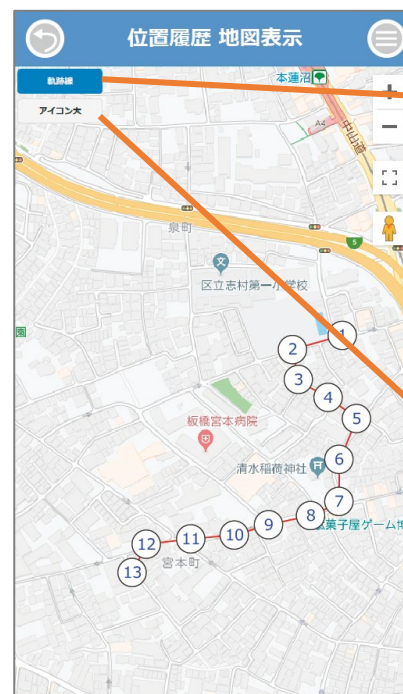 位置履歴 地図表示
軌跡線
本蓮沼
アイコン大
A4
中山道
泉町
5
区立志村第一小学校
園
1
2
3
4
5
板橋宮本病院
6
清水稲荷神社
7
8
菓子屋ゲーム博
9
10
11
12
宮本町
13